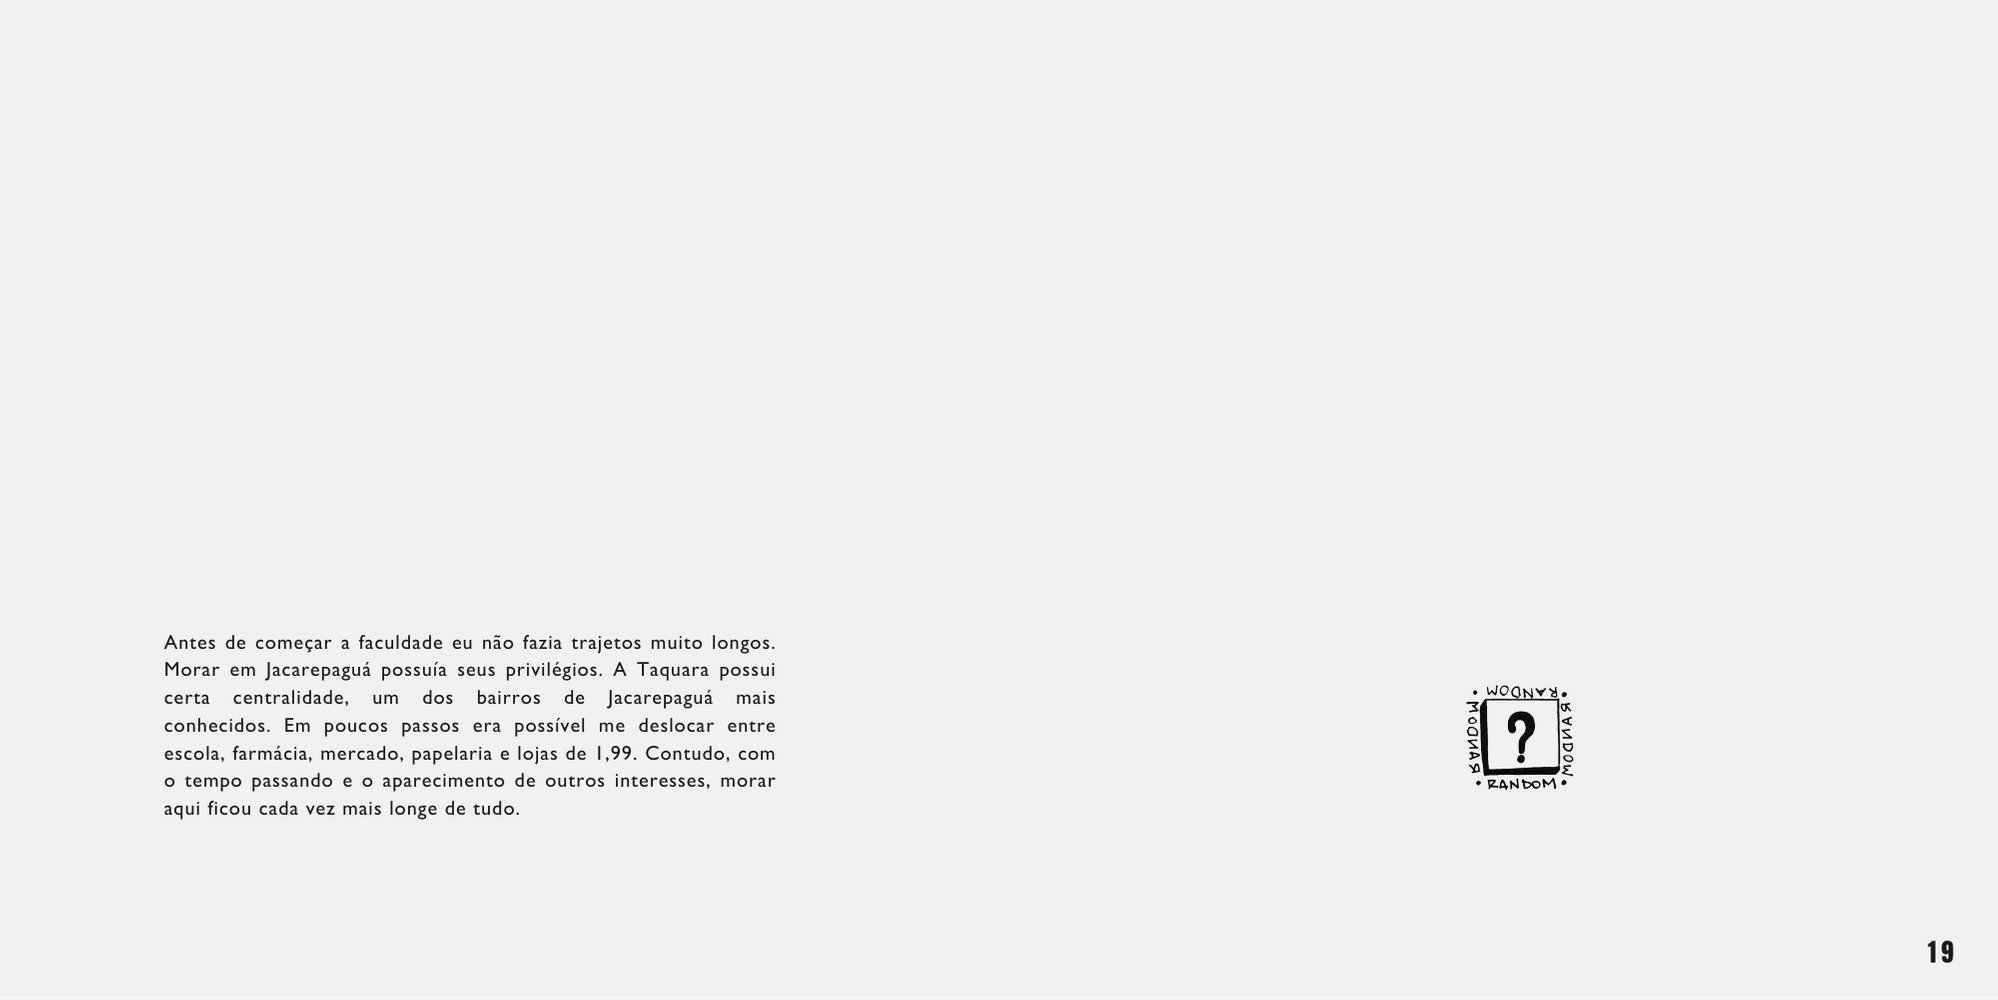 Antes de começar a faculdade eu não fazia trajetos muito longos.
Morar em Jacarepaguá possuía seus privilégios. A Taquara possui
certa centralidade, um dos bairros de Jacarepaguá mais
conhecidos. Em poucos passos era possível me deslocar entre
escola, farmácia, mercado, papelaria e lojas de 1,99. Contudo, com
o tempo passando e o aparecimento de outros interesses, morar
aqui ficou cada vez mais longe de tudo.
• RANDOM •
RANDOM
?
RANDOM
• RANDOM •
19